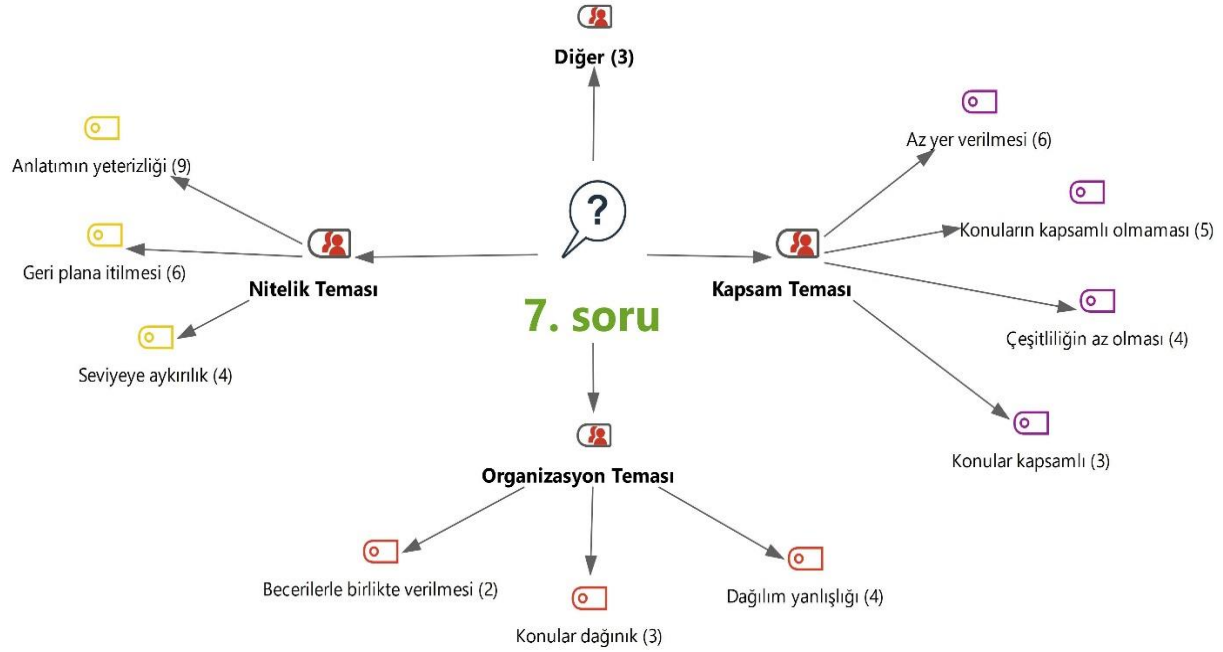 Diğer (3)
Az yer verilmesi (6)
Anlatımın yeterizliği (9)
?
Konuların kapsamlı olmaması (5)
Geri plana itilmesi (6)
Nitelik Teması
Kapsam Teması
7. soru
Çeşitliliğin az olması (4)
Seviyeye aykırılık (4)
Konular kapsamlı (3)
Organizasyon Teması
Becerilerle birlikte verilmesi (2)
Dağılım yanlışlığı (4)
Konular dağınık (3)